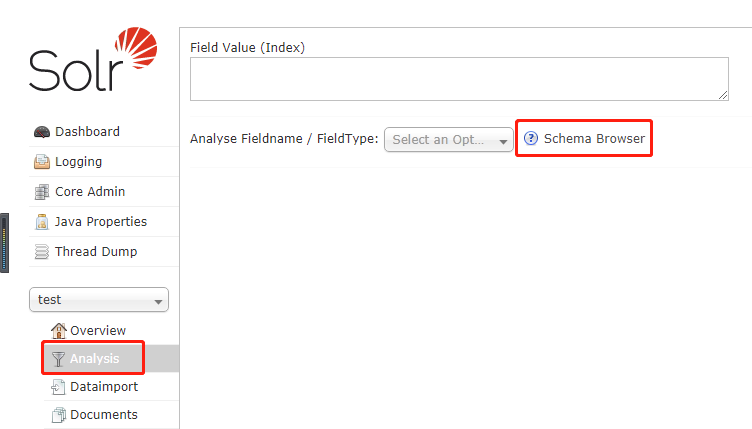 Solr
Dashboard
Logging
Core Admin
Java Properties
Thread Dump
test
Overview
Analysis
Dataimport
Documents
Field Value (Index)
Analyse Fieldname / FieldType: Select an Opt... Schema Browser